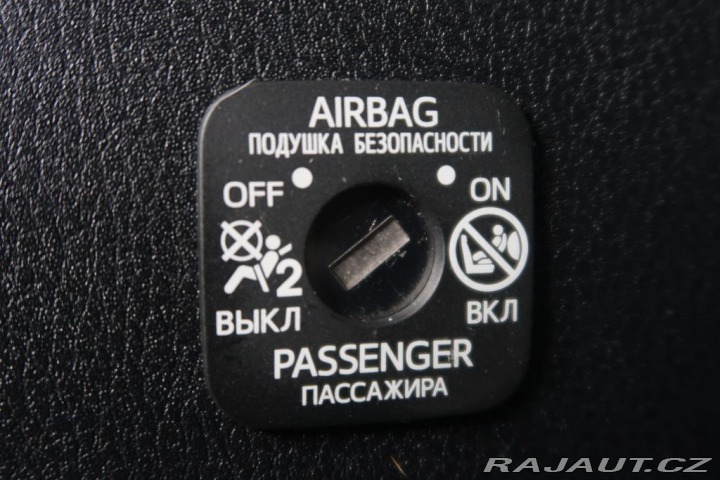 AIRBAG
ПОДУШКА БЕЗОПАСНОСТИ
OFF
ON
2
ВЫКЛ
ВКЛ
PASSENGER
ПАССАЖИРА
RAJAUT.CZ